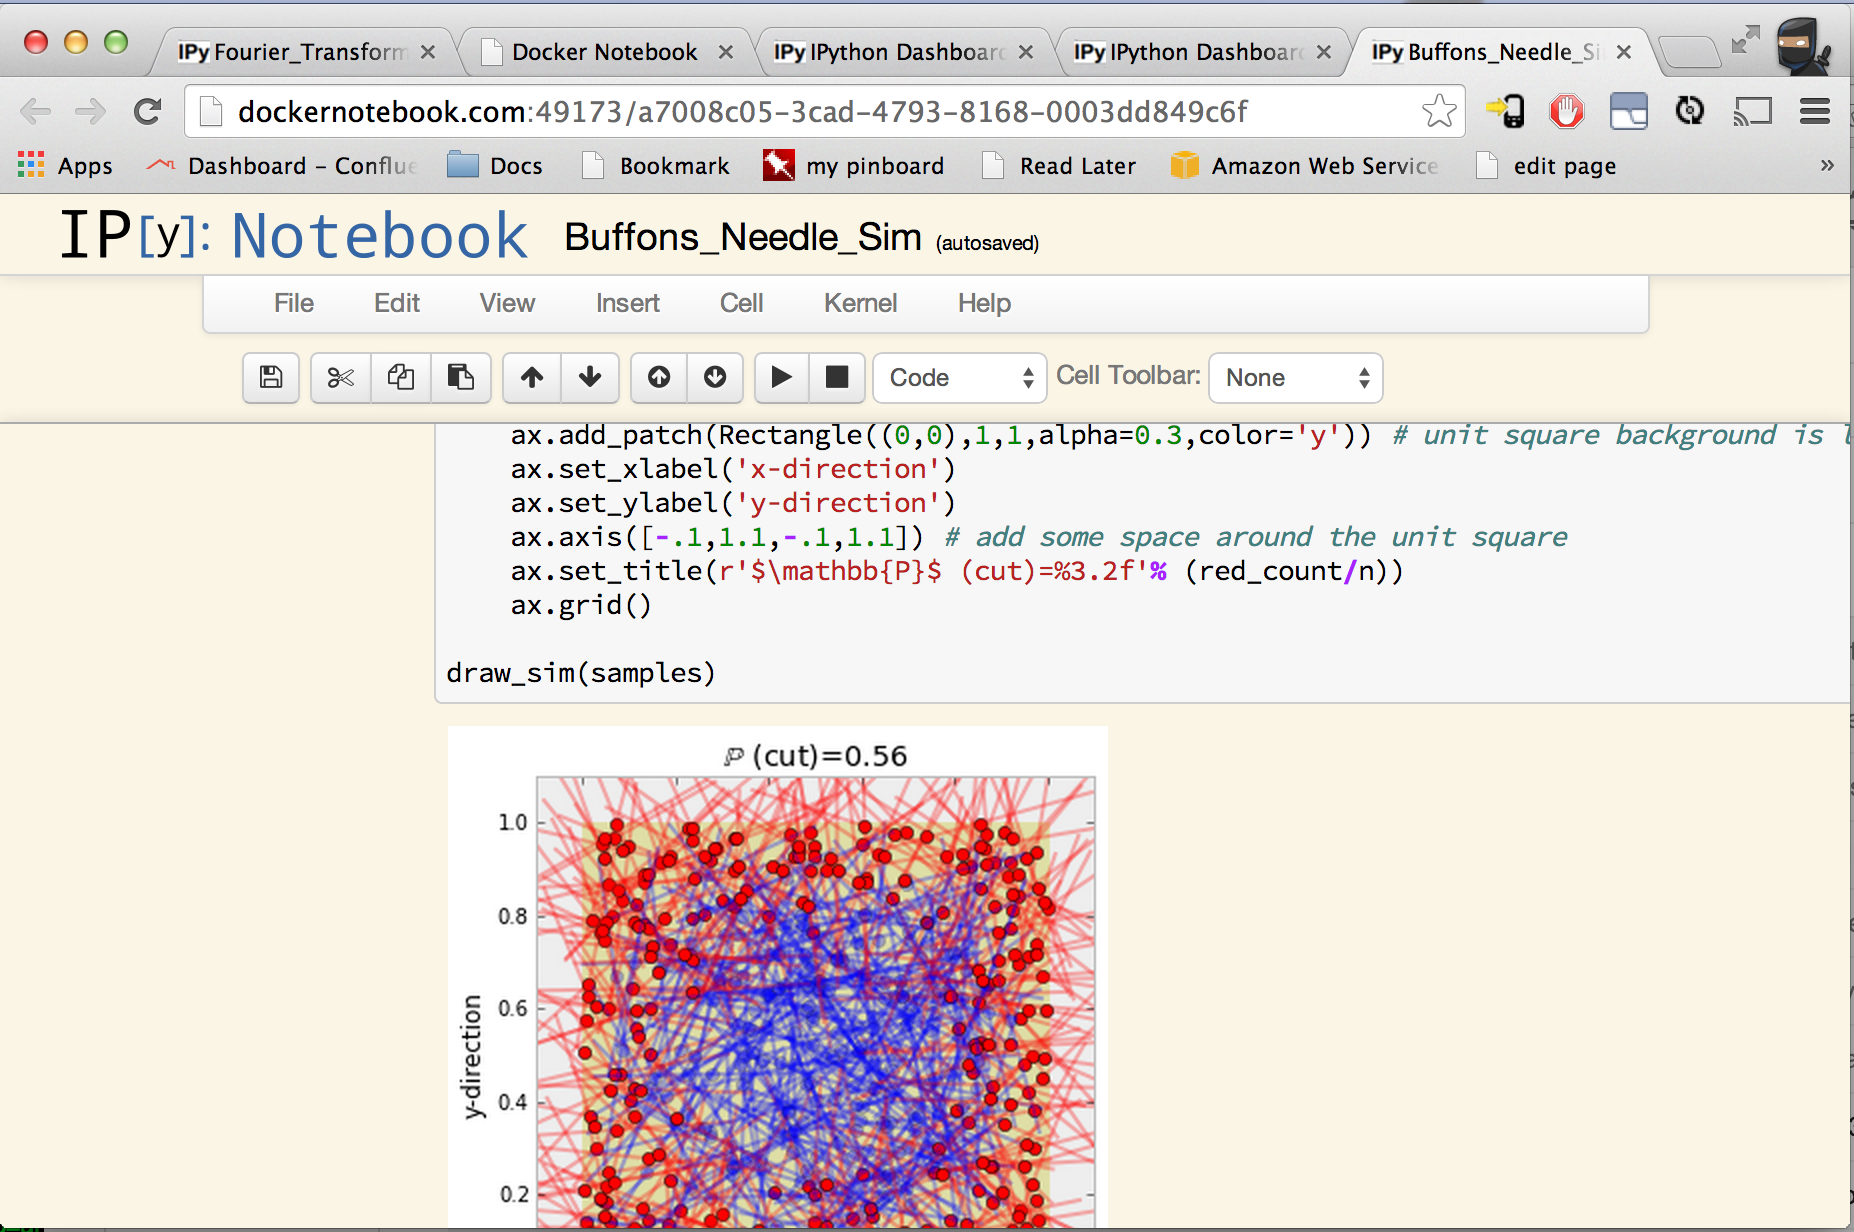 IPy Fourier_Transform Docker Notebook IPy IPython Dashboar IPy IPython Dashboar IPy Buffons_Needle_Si
dockernotebook.com:49173/a7008c05-3cad-4793-8168-0003dd849c6f
Apps Dashboard – Conflue Docs Bookmark my pinboard Read Later Amazon Web Service edit page »
IP[y]: Notebook Buffons_Needle_Sim (autosaved)
File Edit View Insert Cell Kernel Help
Code Cell Toolbar: None
ax.add_patch(Rectangle((0,0),1,1,alpha=0.3,color='y')) # unit square background is
ax.set_xlabel('x-direction')
ax.set_ylabel('y-direction')
ax.axis([-.1,1.1,-.1,1.1]) # add some space around the unit square
ax.set_title(r'$\mathbb{P}$ (cut)=%3.2f'% (red_count/n))
ax.grid()
draw_sim(samples)
ℙ (cut)=0.56
1.0
0.8
0.6
0.4
0.2
y-direction